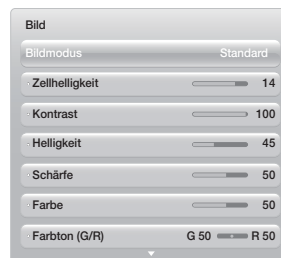 Bild
Bildmodus Standard
Zellhelligkeit 14
Kontrast 100
Helligkeit 45
Schärfe 50
Farbe 50
Farbton (G/R) G 50 R 50